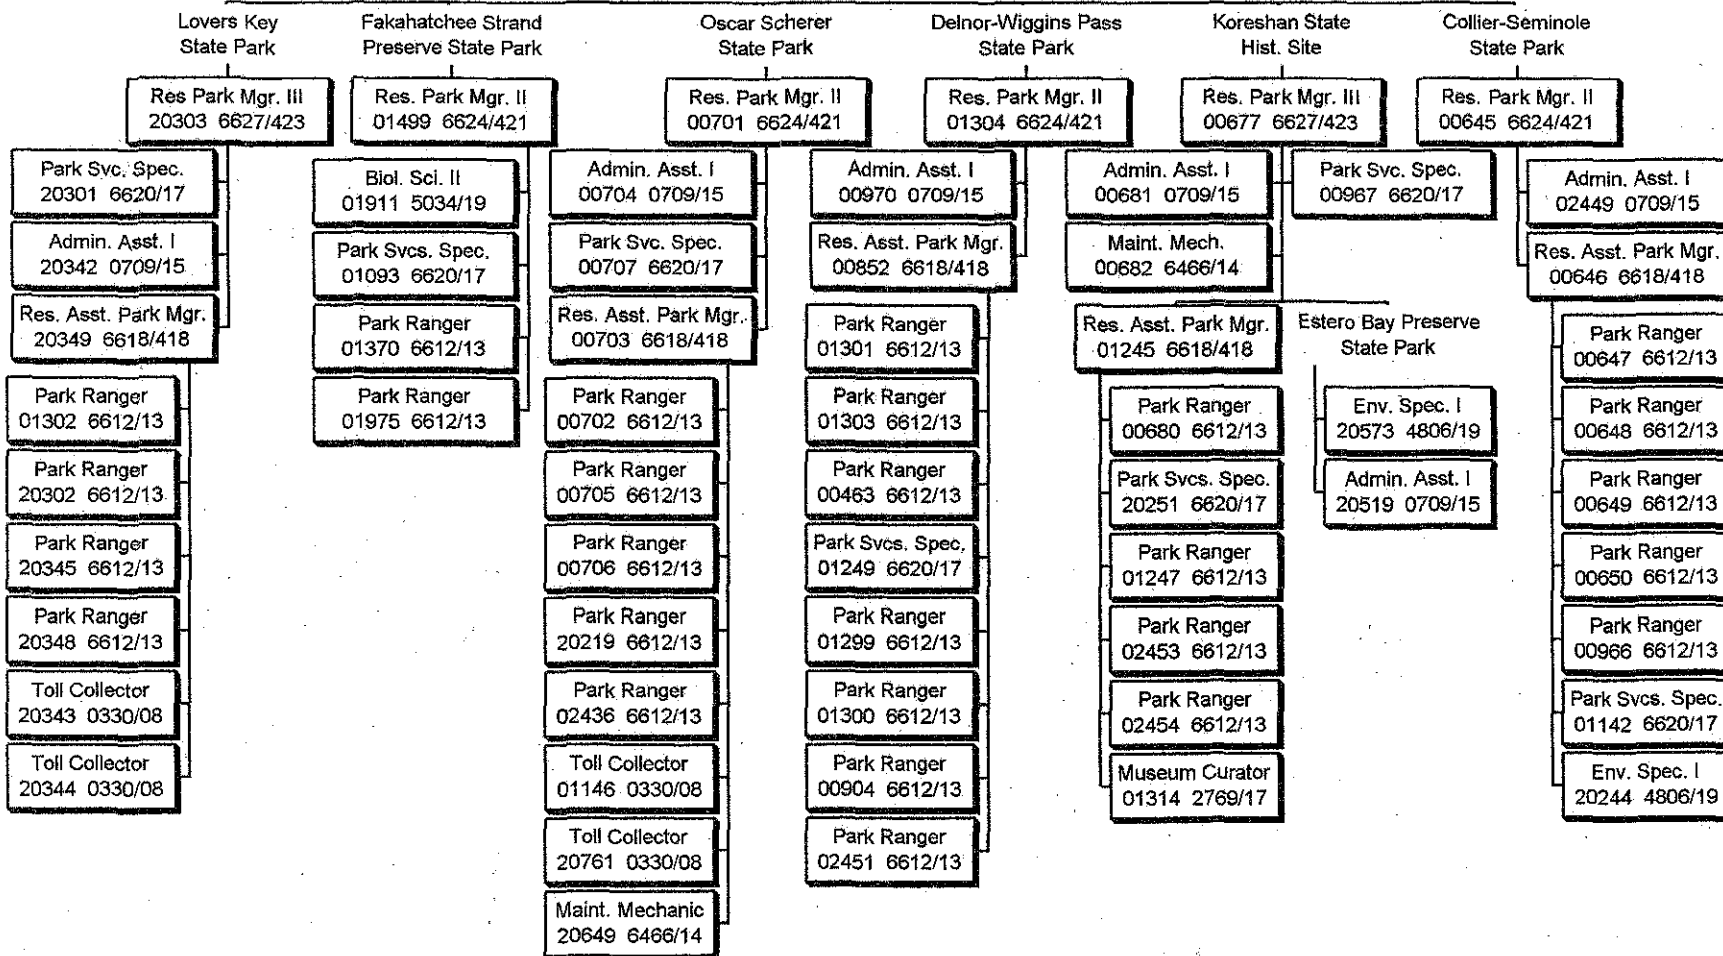 Lovers Key
State Park
Res Park Mgr. III
20303 6627/423
Park Svc. Spec.
20301 6620/17
Admin. Asst. I
20342 0709/15
Res. Asst. Park Mgr.
20349 6618/418
Park Ranger
01302 6612/13
Park Ranger
20302 6612/13
Park Ranger
20345 6612/13
Park Ranger
20348 6612/13
Toll Collector
20343 0330/08
Toll Collector
20344 0330/08
Fakahatchee Strand
Preserve State Park
Res. Park Mgr. II
01499 6624/421
Biol. Sci. II
01911 5034/19
Park Svcs. Spec.
01093 6620/17
Park Ranger
01370 6612/13
Park Ranger
01975 6612/13
Oscar Scherer
State Park
Res. Park Mgr. II
00701 6624/421
Admin. Asst. I
00704 0709/15
Park Svc. Spec.
00707 6620/17
Res. Asst. Park Mgr.
00703 6618/418
Park Ranger
00702 6612/13
Park Ranger
00705 6612/13
Park Ranger
00706 6612/13
Park Ranger
20219 6612/13
Park Ranger
02436 6612/13
Toll Collector
01146 0330/08
Toll Collector
20761 0330/08
Maint. Mechanic
20649 6466/14
Delnor-Wiggins Pass
State Park
Res. Park Mgr. II
01304 6624/421
Admin. Asst. I
00970 0709/15
Res. Asst. Park Mgr.
00852 6618/418
Park Ranger
01301 6612/13
Park Ranger
01303 6612/13
Park Ranger
00463 6612/13
Park Svcs. Spec.
01249 6620/17
Park Ranger
01299 6612/13
Park Ranger
01300 6612/13
Park Ranger
00904 6612/13
Park Ranger
02451 6612/13
Koreshan State
Hist. Site
Res. Park Mgr. III
00677 6627/423
Admin. Asst. I
00681 0709/15
Park Svc. Spec.
00967 6620/17
Maint. Mech.
00682 6466/14
Res. Asst. Park Mgr.
01245 6618/418
Park Ranger
00680 6612/13
Park Svcs. Spec.
20251 6620/17
Park Ranger
01247 6612/13
Park Ranger
02453 6612/13
Park Ranger
02454 6612/13
Museum Curator
01314 2769/17
Estero Bay Preserve
State Park
Env. Spec. I
20573 4806/19
Admin. Asst. I
20519 0709/15
Collier-Seminole
State Park
Res. Park Mgr. II
00645 6624/421
Admin. Asst. I
02449 0709/15
Res. Asst. Park Mgr.
00646 6618/418
Park Ranger
00647 6612/13
Park Ranger
00648 6612/13
Park Ranger
00649 6612/13
Park Ranger
00650 6612/13
Park Ranger
00966 6612/13
Park Svcs. Spec.
01142 6620/17
Env. Spec. I
20244 4806/19